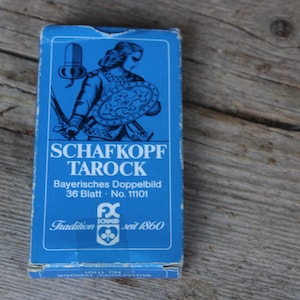 SCHAFKOPF
TAROCK
Bayerisches Doppelbild
36 Blatt · No. 11101
FX
SCHMID
Tradition seit 1860